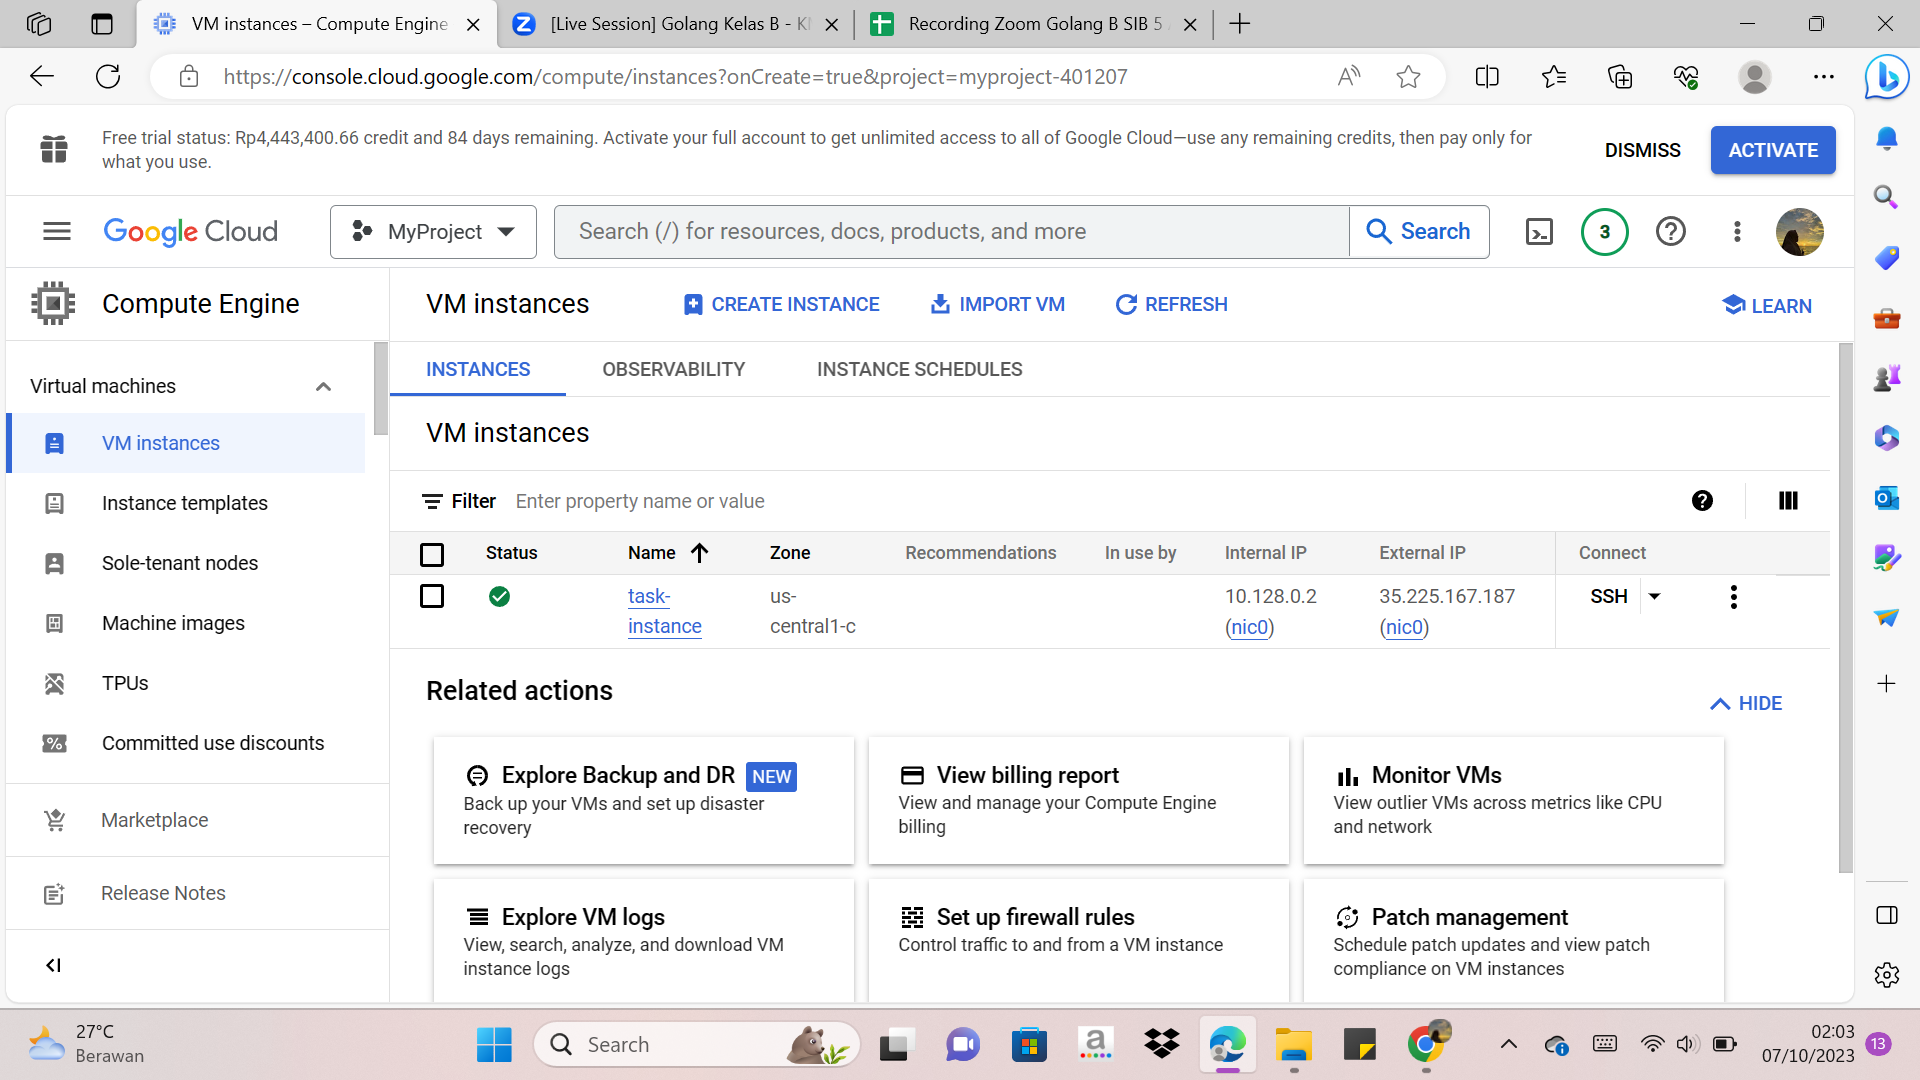 VM instances – Compute Engine
[Live Session] Golang Kelas B - K
Recording Zoom Golang B SIB 5
https://console.cloud.google.com/compute/instances?onCreate=true&project=myproject-401207
Free trial status: Rp4,443,400.66 credit and 84 days remaining. Activate your full account to get unlimited access to all of Google Cloud—use any remaining credits, then pay only for
what you use.
DISMISS
ACTIVATE
Google Cloud
MyProject
Search (/) for resources, docs, products, and more
Search
3
Compute Engine
VM instances
CREATE INSTANCE
IMPORT VM
REFRESH
LEARN
Virtual machines
VM instances
Instance templates
Sole-tenant nodes
Machine images
TPUs
Committed use discounts
Marketplace
Release Notes
INSTANCES
OBSERVABILITY
INSTANCE SCHEDULES
VM instances
Filter
Enter property name or value
Status
Name
Zone
Recommendations
In use by
Internal IP
External IP
Connect
task-
instance
us-
central1-c
10.128.0.2
(nic0)
35.225.167.187
(nic0)
SSH
Related actions
HIDE
Explore Backup and DR
NEW
Back up your VMs and set up disaster
recovery
View billing report
View and manage your Compute Engine
billing
Monitor VMs
View outlier VMs across metrics like CPU
and network
Explore VM logs
View, search, analyze, and download VM
instance logs
Set up firewall rules
Control traffic to and from a VM instance
Patch management
Schedule patch updates and view patch
compliance on VM instances
27°C
Berawan
Search
02:03
07/10/2023
13